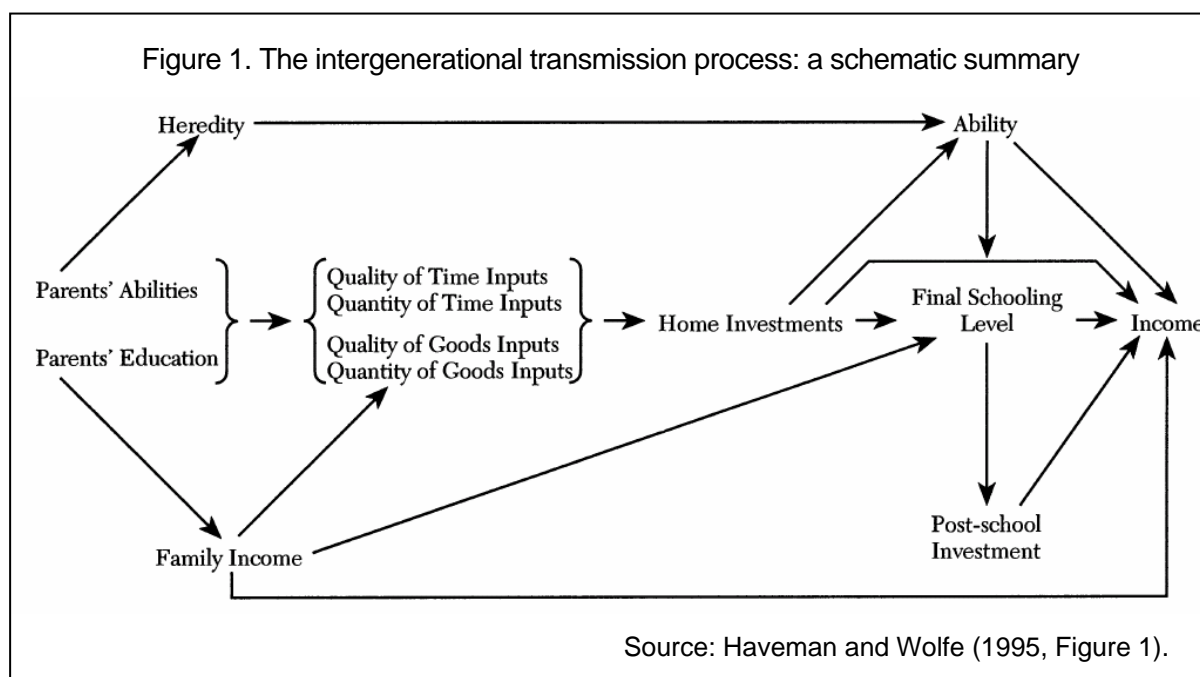 Figure 1. The intergenerational transmission process: a schematic summary
Heredity
Ability
Parents’ Abilities
Parents’ Education
Quality of Time Inputs
Quantity of Time Inputs
Quality of Goods Inputs
Quantity of Goods Inputs
Home Investments
Final Schooling
Level
Income
Family Income
Post-school
Investment
Source: Haveman and Wolfe (1995, Figure 1).